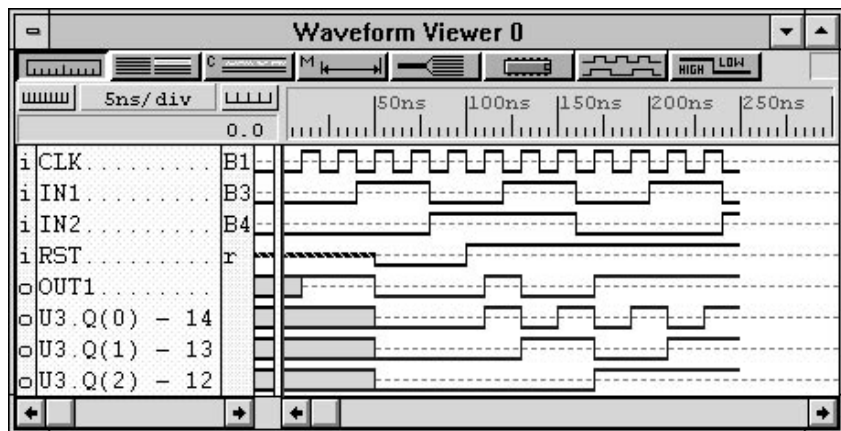 Waveform Viewer 0
C M HIGH LOW
5ns/div 50ns 100ns 150ns 200ns 250ns
0.0
i CLK......... B1
i IN1......... B3
i IN2......... B4
i RST......... r
o OUT1.........
o U3.Q(0) – 14
o U3.Q(1) – 13
o U3.Q(2) – 12